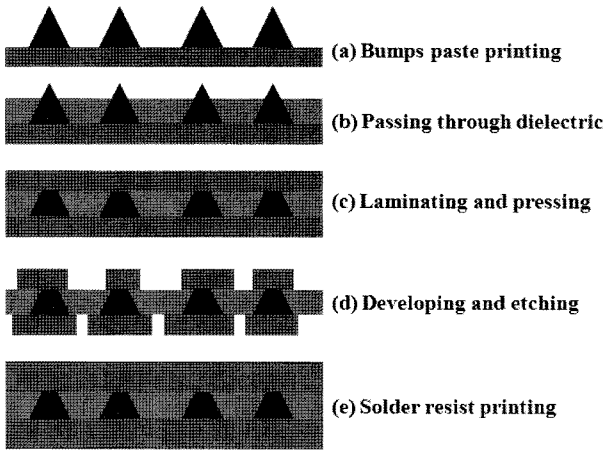 (a) Bumps paste printing
(b) Passing through dielectric
(c) Laminating and pressing
(d) Developing and etching
(e) Solder resist printing